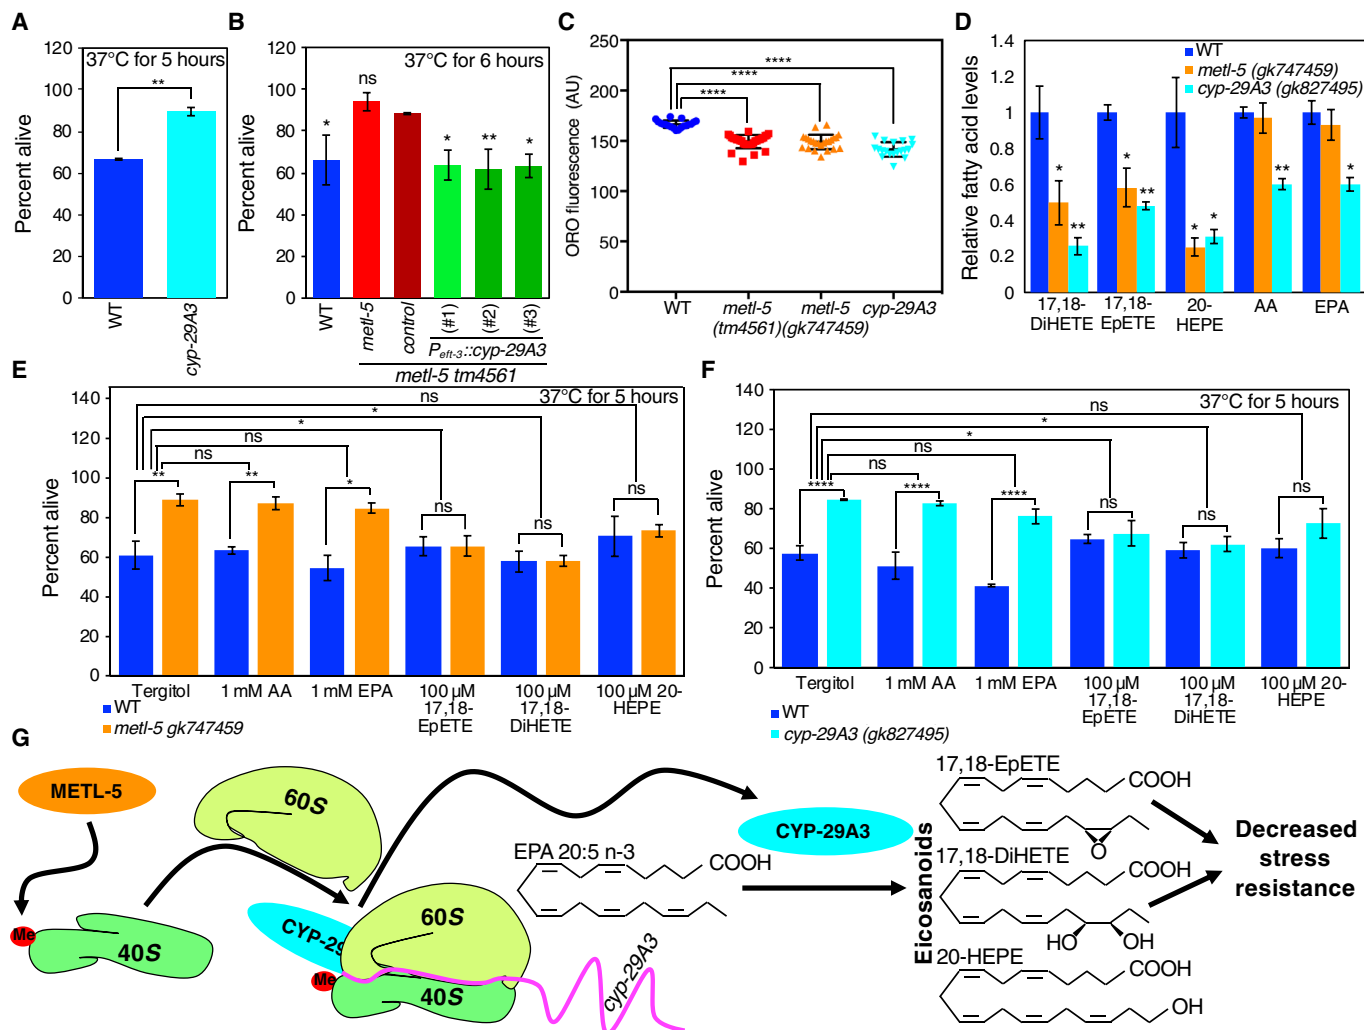 A
37°C for 5 hours
**
Percent alive
120
100
80
60
40
20
0
WT
cyp-29A3
B
37°C for 6 hours
ns
*
*
**
*
Percent alive
120
100
80
60
40
20
0
WT
metl-5
control
(#1)
(#2)
(#3)
Peft-3::cyp-29A3
metl-5 tm4561
C
ORO fluorescence (AU)
250
200
150
100
50
0
****
****
****
WT
metl-5
(tm4561)
metl-5
(gk747459)
cyp-29A3
D
WT
metl-5 (gk747459)
cyp-29A3 (gk827495)
Relative fatty acid levels
1.4
1.2
1
0.8
0.6
0.4
0.2
0
*
**
*
**
*
*
**
*
17,18-
DiHETE
17,18-
EpETE
20-
HEPE
AA
EPA
E
37°C for 5 hours
Percent alive
140
120
100
80
60
40
20
0
ns
*
*
ns
ns
**
**
*
ns
ns
ns
Tergitol
1 mM AA
1 mM EPA
100 µM
17,18-
EpETE
100 µM
17,18-
DiHETE
100 µM 20-
HEPE
WT
metl-5 gk747459
F
37°C for 5 hours
Percent alive
140
120
100
80
60
40
20
0
ns
*
*
ns
ns
****
****
****
ns
ns
ns
Tergitol
1 mM AA
1 mM EPA
100 µM
17,18-
EpETE
100 µM
17,18-
DiHETE
100 µM 20-
HEPE
WT
cyp-29A3 (gk827495)
G
METL-5
Me
40S
60S
CYP-29
Me
60S
40S
cyp-29A3
EPA 20:5 n-3
COOH
CYP-29A3
Eicosanoids
17,18-EpETE
COOH
O
17,18-DiHETE
COOH
HO
OH
20-HEPE
COOH
OH
Decreased
stress
resistance